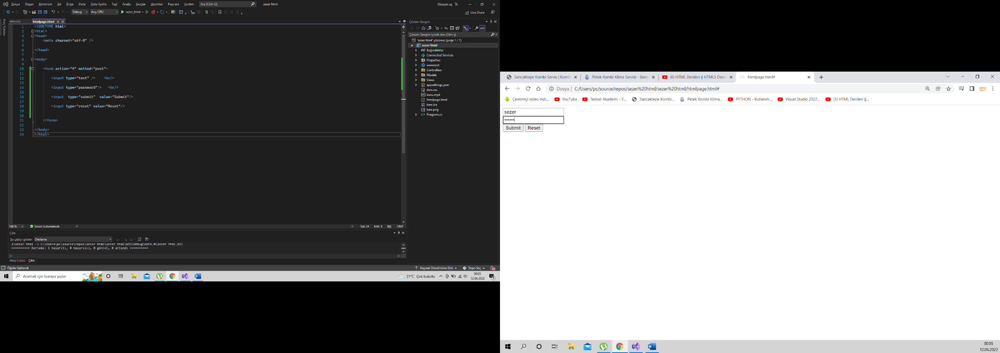 Dosya Düzen Görünüm Git Proje Derle Hata Ayıkla Test Analiz Araçlar Uzantılar Pencere Yardım Ara (Ctrl+Q) sezer html Oturum aç
Debug Any CPU sezer_html Live Share
Araç Kutusu
ders.css htmlpage.html
1 <!DOCTYPE html>
2 <html>
3 <head>
4 <meta charset="utf-8" />
5
6 </head>
7
8 <body>
9
10 <form action="#" method="post">
11
12 <input type="text" /> <br/>
13
14 <input type="password"/> <br/>
15
16 <input type="submit" value="Submit"/>
17
18 <input type="reset" value="Reset"/>
19
20
21 </form>
22
23 </body>
24 </html>
106 % Sorun bulunamadı Sat: 24 Krkt: 8 BŞL CRLF
Çıktı
Şu çıktıyı göster: Derleme
1>sezer html -> C:\Users\pc\source\repos\sezer html\sezer html\bin\Debug\net6.0\sezer html.dll
========== Derleme: 1 başarılı, 0 başarısız, 0 güncel, 0 atlandı ==========
Hata Listesi Çıktı
Öğeler Saklandı Kaynak Denetimine Ekle Depo Seç 2
Çözüm Gezgini
Çözüm Gezgini İçinde Ara (Ctrl+ş)
'sezer html' çözümü (proje 1 / 1)
sezer html
Bağımlılıklar
Connected Services
Properties
wwwroot
Controllers
Models
Views
appsettings.json
ders.css
duru.mp4
htmlpage.html
kare.ico
kare.png
C# Program.cs
Aramak için buraya yazın 21°C Çok bulutlu 00:05
12.06.2022 1
Sancaktepe Kombi Servis | Kombi Petek Kombi Klima Servisi - Bakım (6) HTML Dersleri || HTML5 Dersle htmlpage.html#
Dosya | C:/Users/pc/source/repos/sezer%20html/sezer%20html/htmlpage.html#
Çevrimiçi video indi... YouTube Tesisat Akademi - Y... Sancaktepe Kombi... Petek Kombi Klima... PYTHON - Kullanım... Visual Studio 2022... (1) HTML Dersleri ||...
sezer
••••••
Submit Reset
00:05
12.06.2022